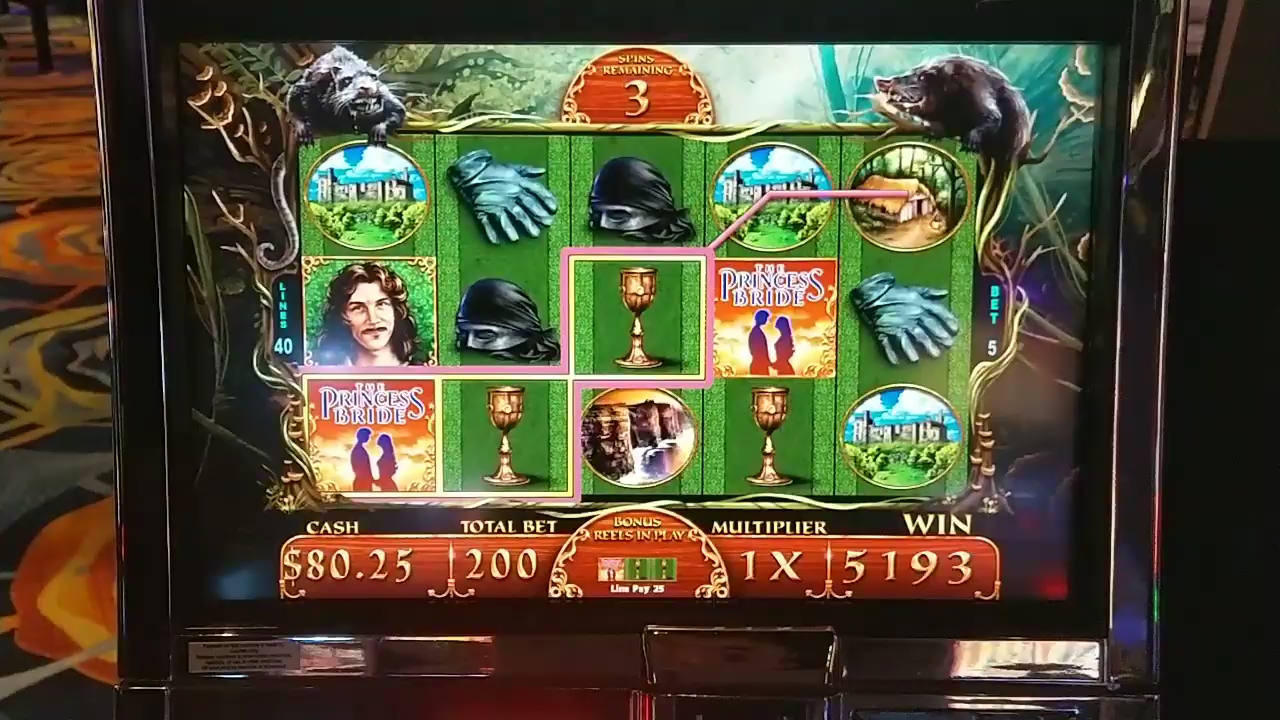 SPINS
REMAINING
3
THE
PRINCESS
BRIDE
LINES
40
BET
5
THE
PRINCESS
BRIDE
CASH
TOTAL BET
BONUS
REELS IN PLAY
MULTIPLIER
WIN
$80.25
200
1X
5193
Line Pay 25